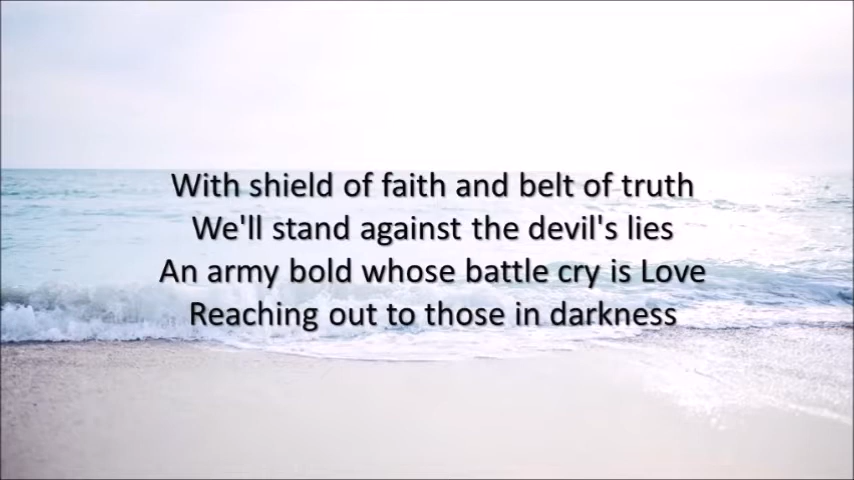 With shield of faith and belt of truth
We'll stand against the devil's lies
An army bold whose battle cry is Love
Reaching out to those in darkness